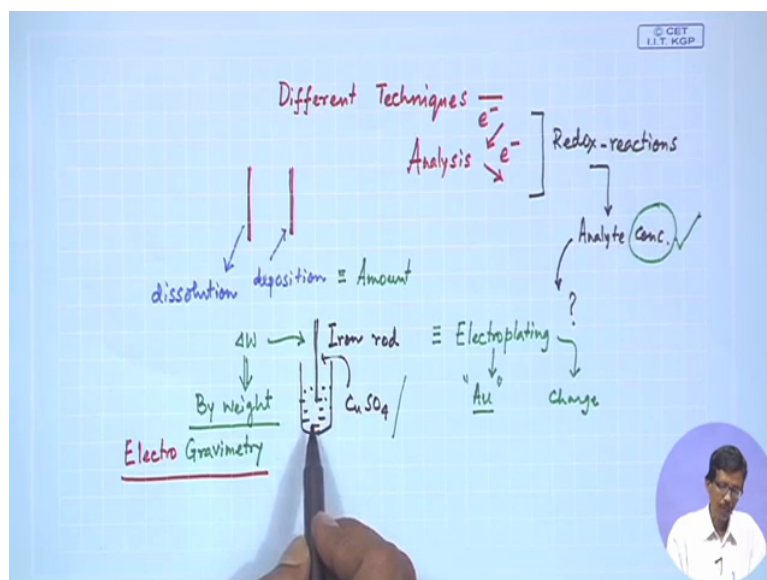 © CET
I.I.T. KGP
Different Techniques —
e⁻
Analysis e⁻
Redox-reactions
Analyte conc. ✓
?
dissolution deposition ≡ Amount
ΔW → Iron rod ≡ Electroplating
By weight CuSO₄ "Au" Charge
Electro Gravimetry